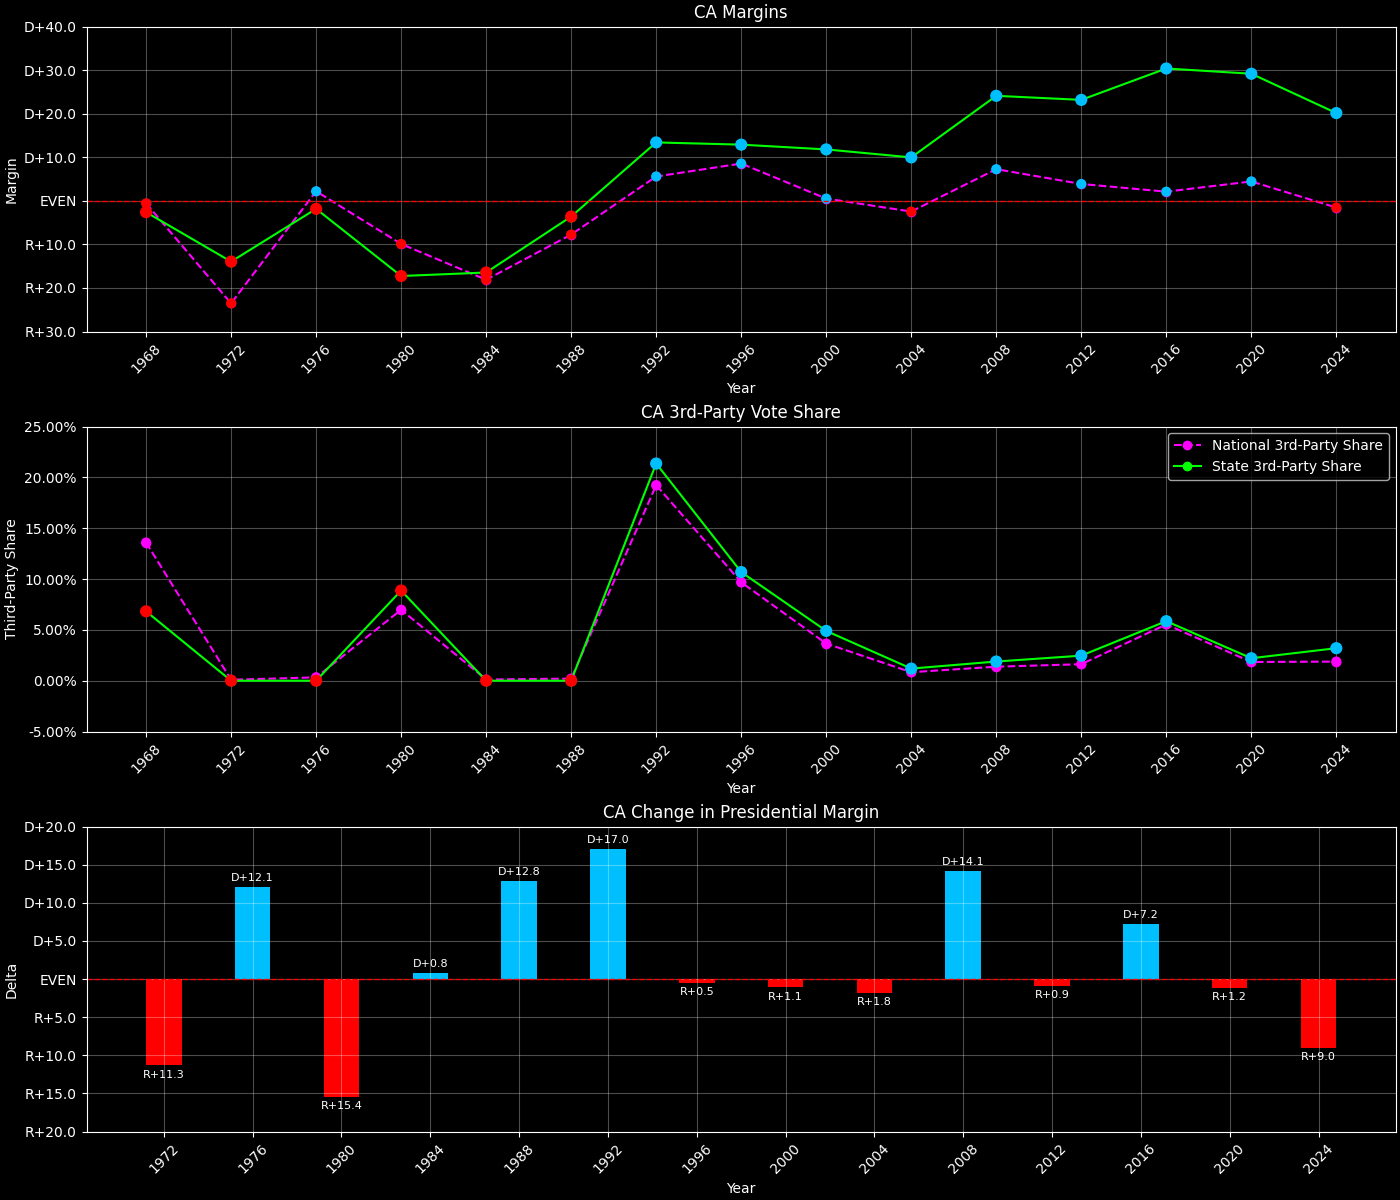 CA Margins
D+40.0
D+30.0
D+20.0
D+10.0
EVEN
R+10.0
R+20.0
R+30.0
Margin
1968 1972 1976 1980 1984 1988 1992 1996 2000 2004 2008 2012 2016 2020 2024
Year
CA 3rd-Party Vote Share
25.00%
20.00%
15.00%
10.00%
5.00%
0.00%
-5.00%
Third-Party Share
National 3rd-Party Share
State 3rd-Party Share
1968 1972 1976 1980 1984 1988 1992 1996 2000 2004 2008 2012 2016 2020 2024
Year
CA Change in Presidential Margin
D+20.0
D+15.0
D+10.0
D+5.0
EVEN
R+5.0
R+10.0
R+15.0
R+20.0
Delta
R+11.3
D+12.1
R+15.4
D+0.8
D+12.8
D+17.0
R+0.5
R+1.1
R+1.8
D+14.1
R+0.9
D+7.2
R+1.2
R+9.0
1972 1976 1980 1984 1988 1992 1996 2000 2004 2008 2012 2016 2020 2024
Year